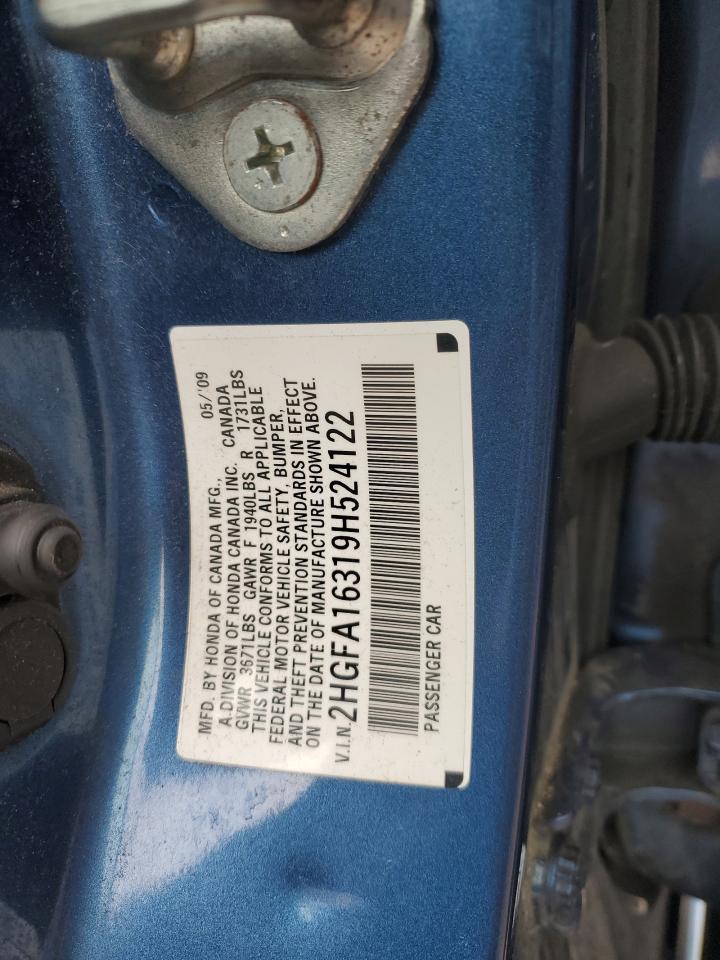 MFD. BY HONDA OF CANADA MFG., 05/'09
A DIVISION OF HONDA CANADA INC. CANADA
GVWR 3671LBS GAWR F 1940LBS R 1731LBS
THIS VEHICLE CONFORMS TO ALL APPLICABLE
FEDERAL MOTOR VEHICLE SAFETY, BUMPER,
AND THEFT PREVENTION STANDARDS IN EFFECT
ON THE DATE OF MANUFACTURE SHOWN ABOVE.
V.I.N. 2HGFA16319H524122
PASSENGER CAR